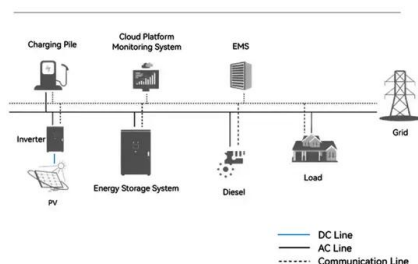 Charging Pile
Cloud Platform
Monitoring System
EMS
Grid
Inverter
PV
Energy Storage System
Diesel
Load
DC Line
AC Line
Communication Line